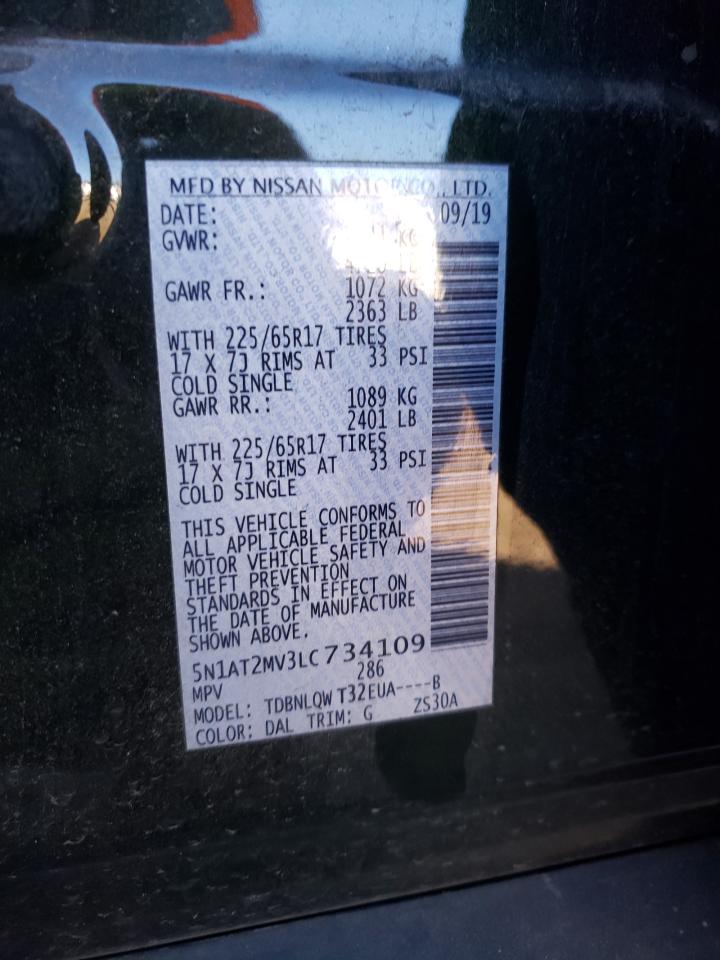 MFD BY NISSAN MOTOR CO., LTD.
DATE: 09/19
GVWR: KG
LB
GAWR FR.: 1072 KG
2363 LB
WITH 225/65R17 TIRES
17 X 7J RIMS AT 33 PSI
COLD SINGLE
GAWR RR.: 1089 KG
2401 LB
WITH 225/65R17 TIRES
17 X 7J RIMS AT 33 PSI
COLD SINGLE
THIS VEHICLE CONFORMS TO
ALL APPLICABLE FEDERAL
MOTOR VEHICLE SAFETY AND
THEFT PREVENTION
STANDARDS IN EFFECT ON
THE DATE OF MANUFACTURE
SHOWN ABOVE.
5N1AT2MV3LC734109
MPV 286
MODEL: TDBNLQW T32EUA----B
COLOR: DAL TRIM: G ZS30A